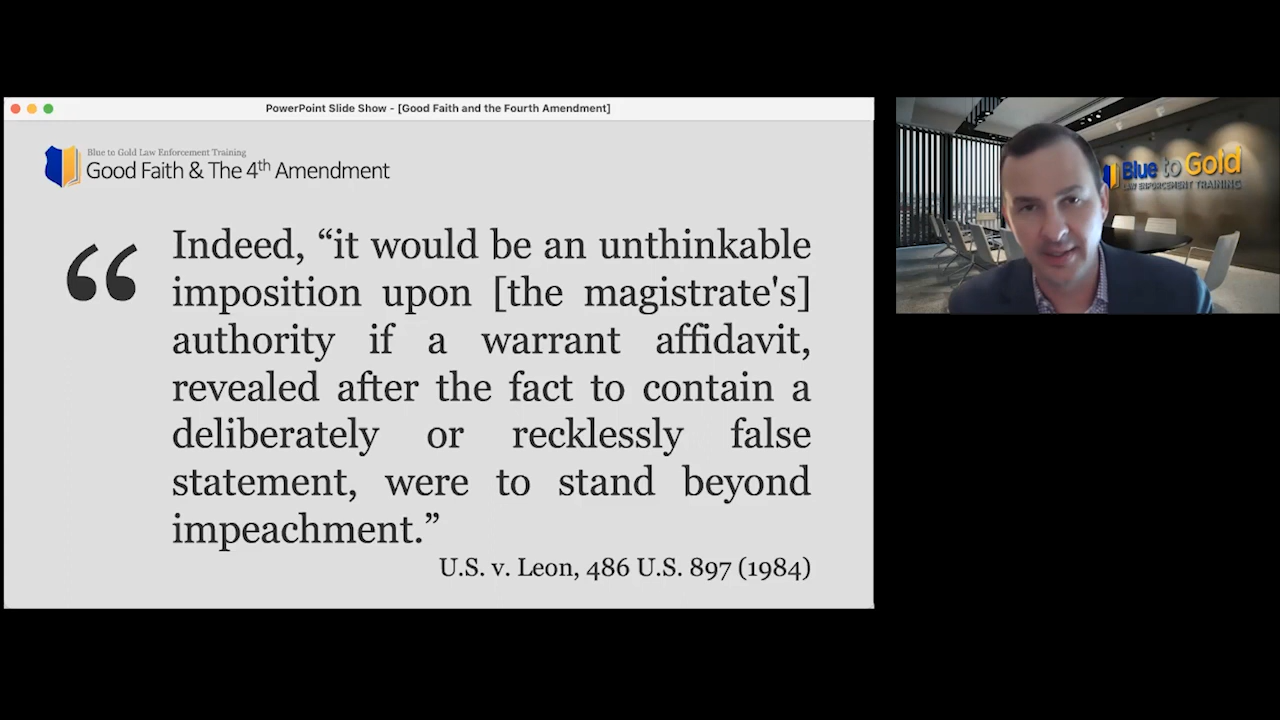 PowerPoint Slide Show - [Good Faith and the Fourth Amendment]
Blue to Gold Law Enforcement Training
Good Faith & The 4th Amendment
“
Indeed, “it would be an unthinkable
imposition upon [the magistrate's]
authority if a warrant affidavit,
revealed after the fact to contain a
deliberately or recklessly false
statement, were to stand beyond
impeachment.”
U.S. v. Leon, 486 U.S. 897 (1984)
Blue to Gold
LAW ENFORCEMENT TRAINING